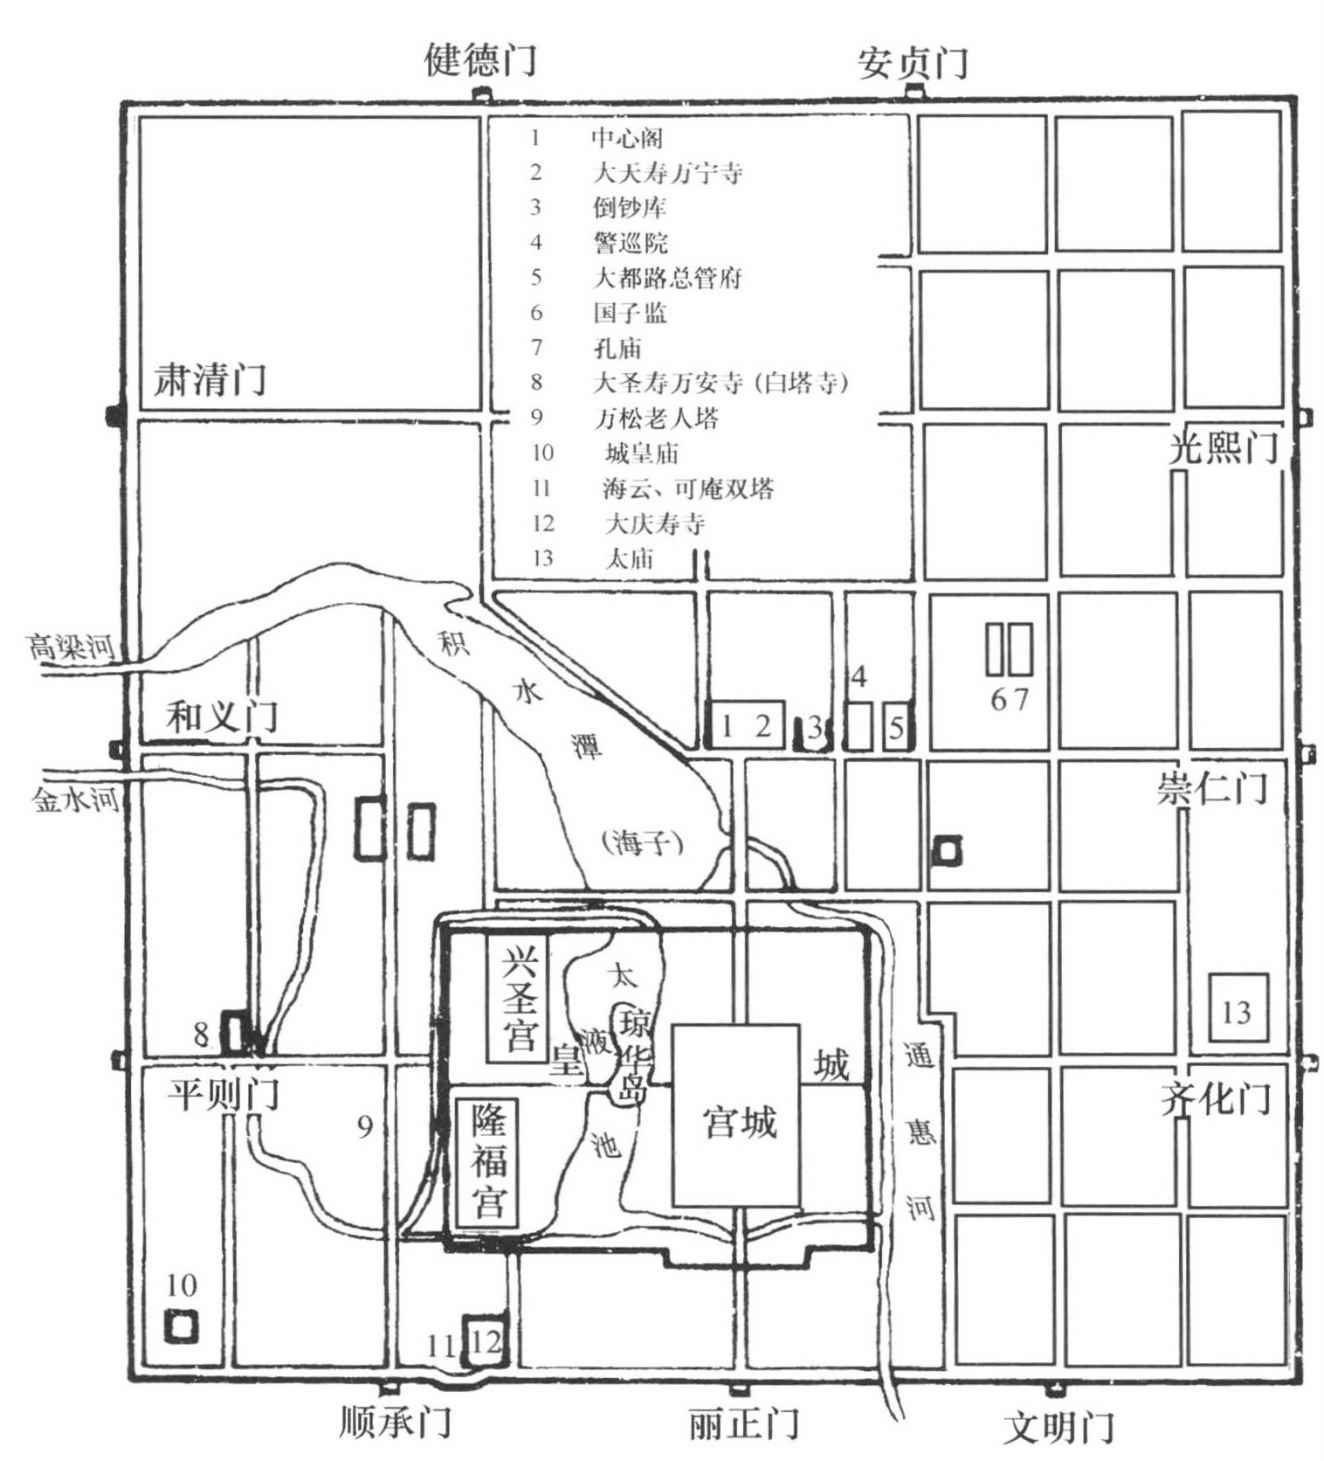 健德门
安贞门
1 中心阁
2 大天寿万宁寺
3 倒钞库
4 警巡院
5 大都路总管府
6 国子监
7 孔庙
8 大圣寿万安寺(白塔寺)
9 万松老人塔
10 城皇庙
11 海云、可庵双塔
12 大庆寿寺
13 太庙
肃清门
光熙门
高梁河
积水潭
(海子)
4
6 7
和义门
1 2
3
5
金水河
崇仁门
兴圣宫
太液池
琼华岛
皇城
8
13
通惠河
平则门
齐化门
9
隆福宫
宫城
10
11
12
顺承门
丽正门
文明门